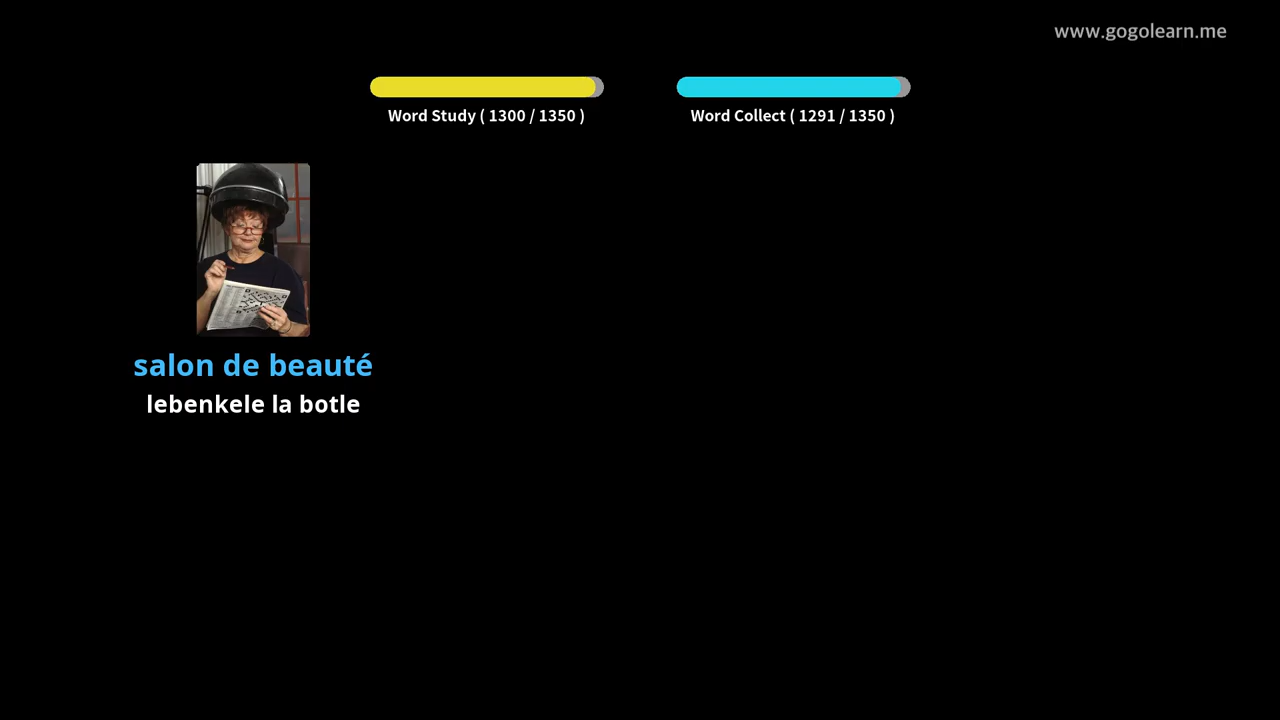 www.gogolearn.me
Word Study ( 1300 / 1350 )
Word Collect ( 1291 / 1350 )
salon de beauté
lebenkele la botle